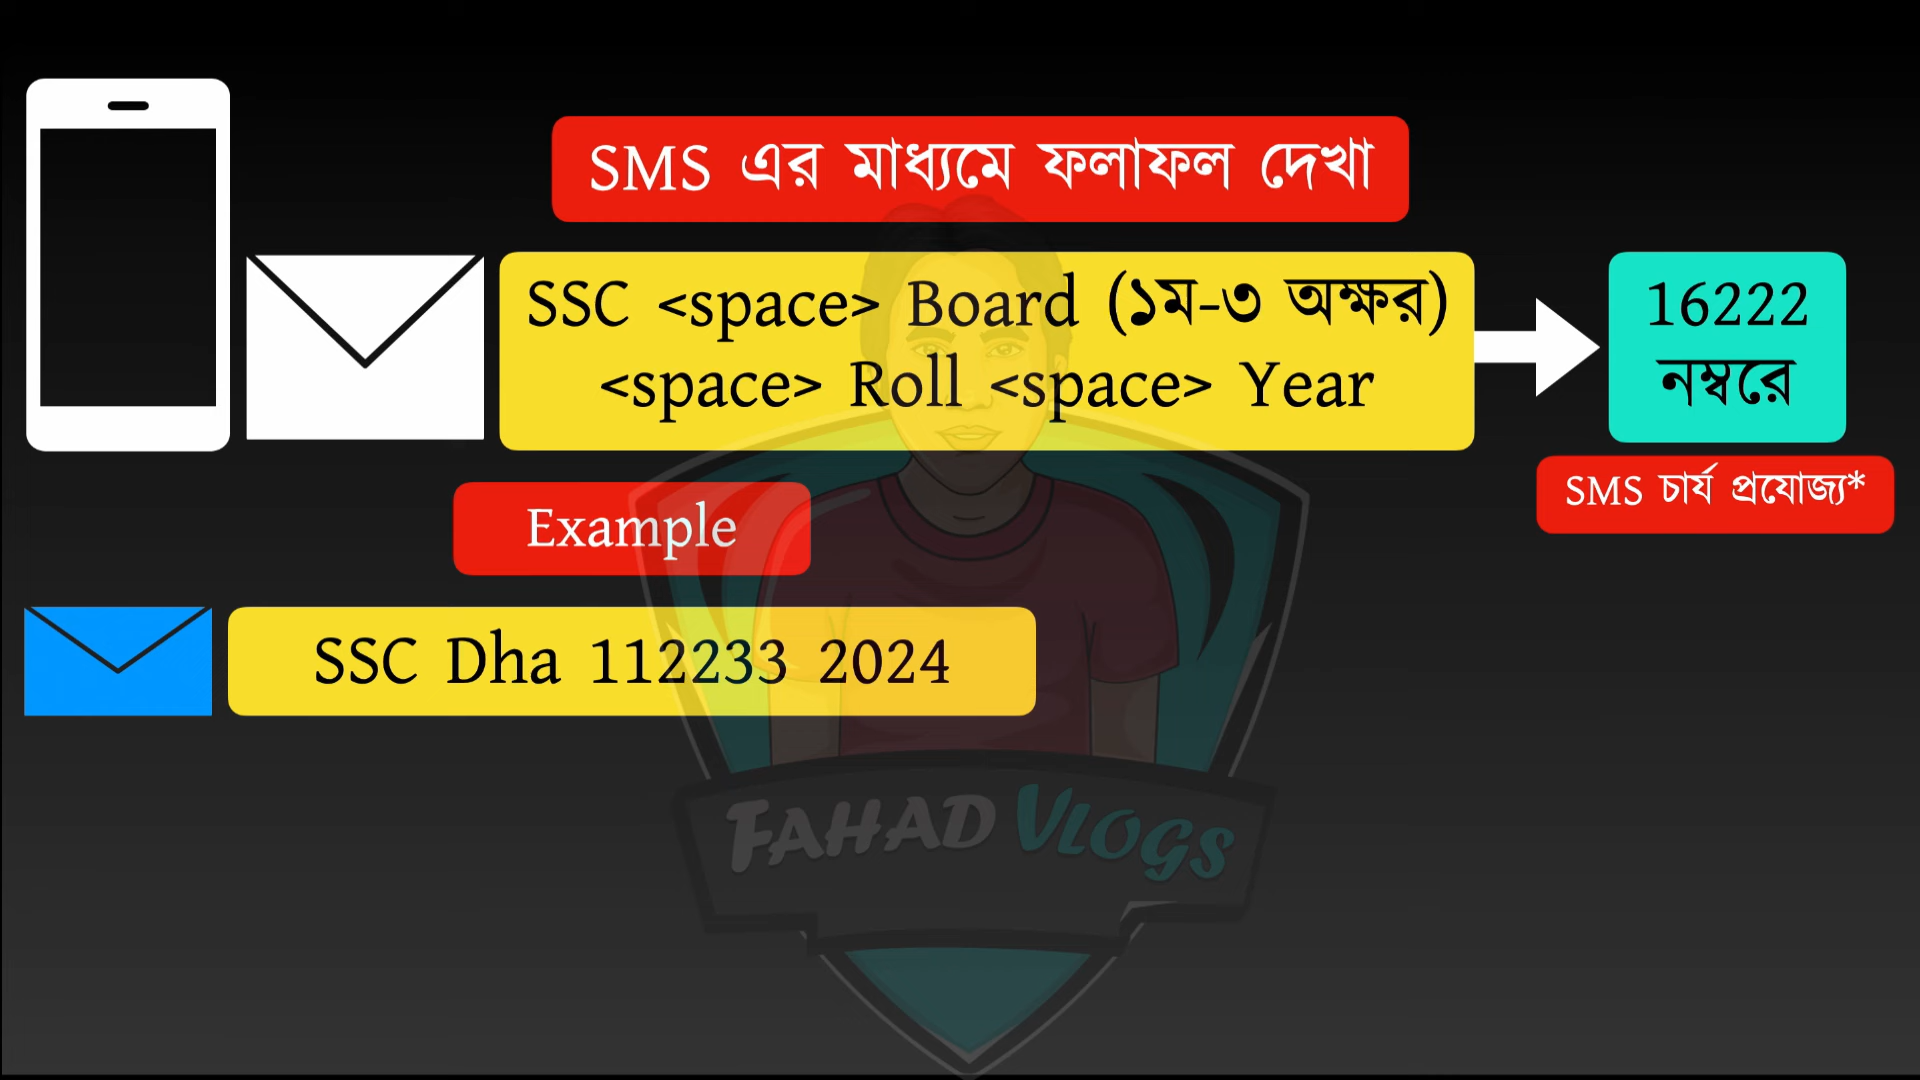 SMS এর মাধ্যমে ফলাফল দেখা
SSC <space> Board (১ম-৩ অক্ষর)
<space> Roll <space> Year
16222
নম্বরে
SMS চার্য প্রযোজ্য*
Example
SSC Dha 112233 2024
FAHAD VLOGS